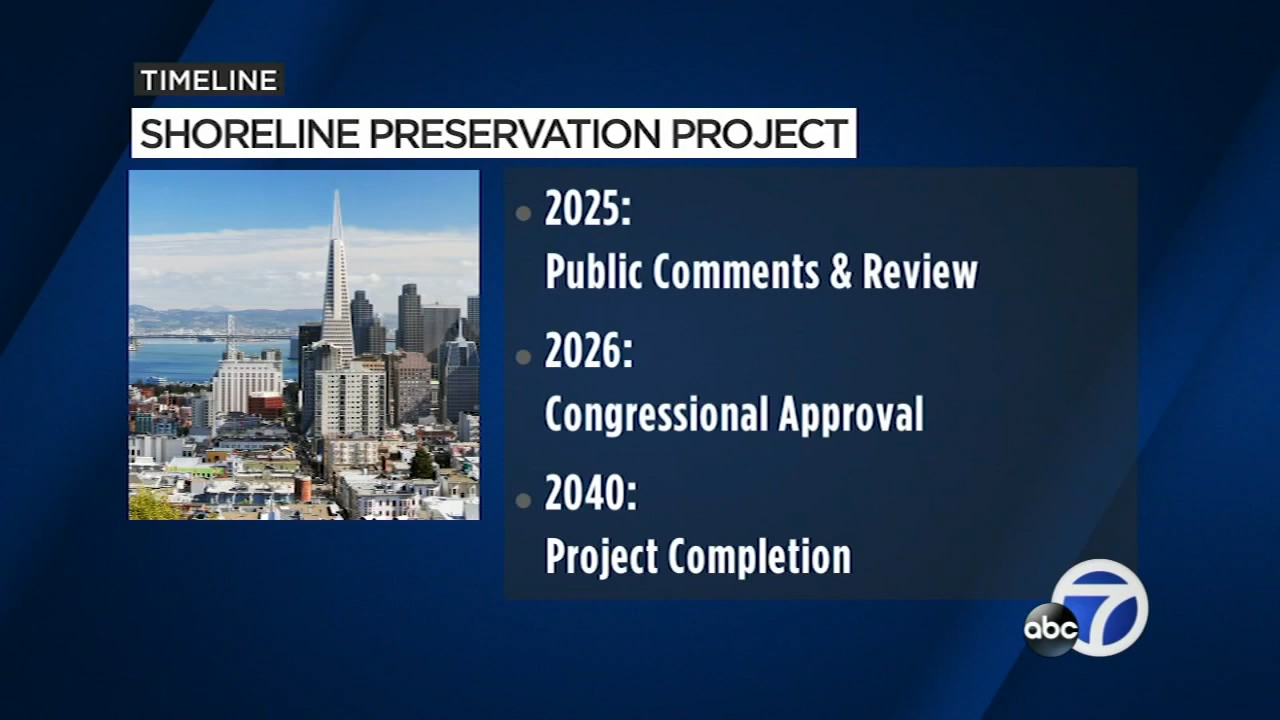 TIMELINE
SHORELINE PRESERVATION PROJECT
2025:
Public Comments & Review
2026:
Congressional Approval
2040:
Project Completion
abc 7